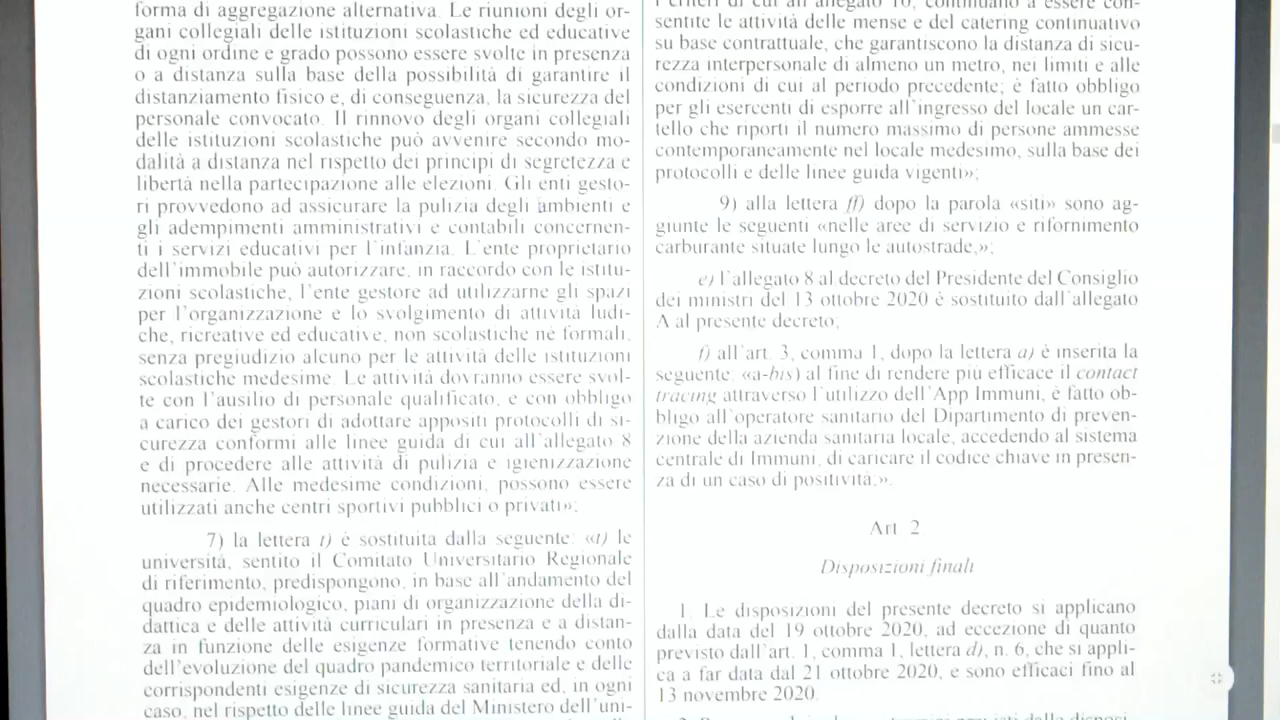 forma di aggregazione alternativa. Le riunioni degli or-
gani collegiali delle istituzioni scolastiche ed educative
di ogni ordine e grado possono essere svolte in presenza
o a distanza sulla base della possibilità di garantire il
distanziamento fisico e, di conseguenza, la sicurezza del
personale convocato. Il rinnovo degli organi collegiali
delle istituzioni scolastiche può avvenire secondo mo-
dalità a distanza nel rispetto dei principi di segretezza e
libertà nella partecipazione alle elezioni. Gli enti gesto-
ri provvedono ad assicurare la pulizia degli ambienti e
gli adempimenti amministrativi e contabili concernen-
ti i servizi educativi per l'infanzia. L'ente proprietario
dell'immobile può autorizzare, in raccordo con le istitu-
zioni scolastiche, l'ente gestore ad utilizzarne gli spazi
per l'organizzazione e lo svolgimento di attività ludi-
che, ricreative ed educative, non scolastiche né formali,
senza pregiudizio alcuno per le attività delle istituzioni
scolastiche medesime. Le attività dovranno essere svol-
te con l'ausilio di personale qualificato, e con obbligo
a carico dei gestori di adottare appositi protocolli di si-
curezza conformi alle linee guida di cui all'allegato 8
e di procedere alle attività di pulizia e igienizzazione
necessarie. Alle medesime condizioni, possono essere
utilizzati anche centri sportivi pubblici o privati»;
7) la lettera t) è sostituita dalla seguente: «t) le
università, sentito il Comitato Universitario Regionale
di riferimento, predispongono, in base all'andamento del
quadro epidemiologico, piani di organizzazione della di-
dattica e delle attività curriculari in presenza e a distan-
za in funzione delle esigenze formative tenendo conto
dell'evoluzione del quadro pandemico territoriale e delle
corrispondenti esigenze di sicurezza sanitaria ed, in ogni
caso, nel rispetto delle linee guida del Ministero dell'uni-
i criteri di cui all'allegato 10, continuano a essere con-
sentite le attività delle mense e del catering continuativo
su base contrattuale, che garantiscono la distanza di sicu-
rezza interpersonale di almeno un metro, nei limiti e alle
condizioni di cui al periodo precedente; è fatto obbligo
per gli esercenti di esporre all'ingresso del locale un car-
tello che riporti il numero massimo di persone ammesse
contemporaneamente nel locale medesimo, sulla base dei
protocolli e delle linee guida vigenti»;
9) alla lettera ff) dopo la parola «siti» sono ag-
giunte le seguenti «nelle aree di servizio e rifornimento
carburante situate lungo le autostrade,»;
e) l'allegato 8 al decreto del Presidente del Consiglio
dei ministri del 13 ottobre 2020 è sostituito dall'allegato
A al presente decreto;
f) all'art. 3, comma 1, dopo la lettera a) è inserita la
seguente: «a-bis) al fine di rendere più efficace il contact
tracing attraverso l'utilizzo dell'App Immuni, è fatto ob-
bligo all'operatore sanitario del Dipartimento di preven-
zione della azienda sanitaria locale, accedendo al sistema
centrale di Immuni, di caricare il codice chiave in presen-
za di un caso di positività;».
Art. 2
Disposizioni finali
1. Le disposizioni del presente decreto si applicano
dalla data del 19 ottobre 2020, ad eccezione di quanto
previsto dall'art. 1, comma 1, lettera d), n. 6, che si appli-
ca a far data dal 21 ottobre 2020, e sono efficaci fino al
13 novembre 2020.